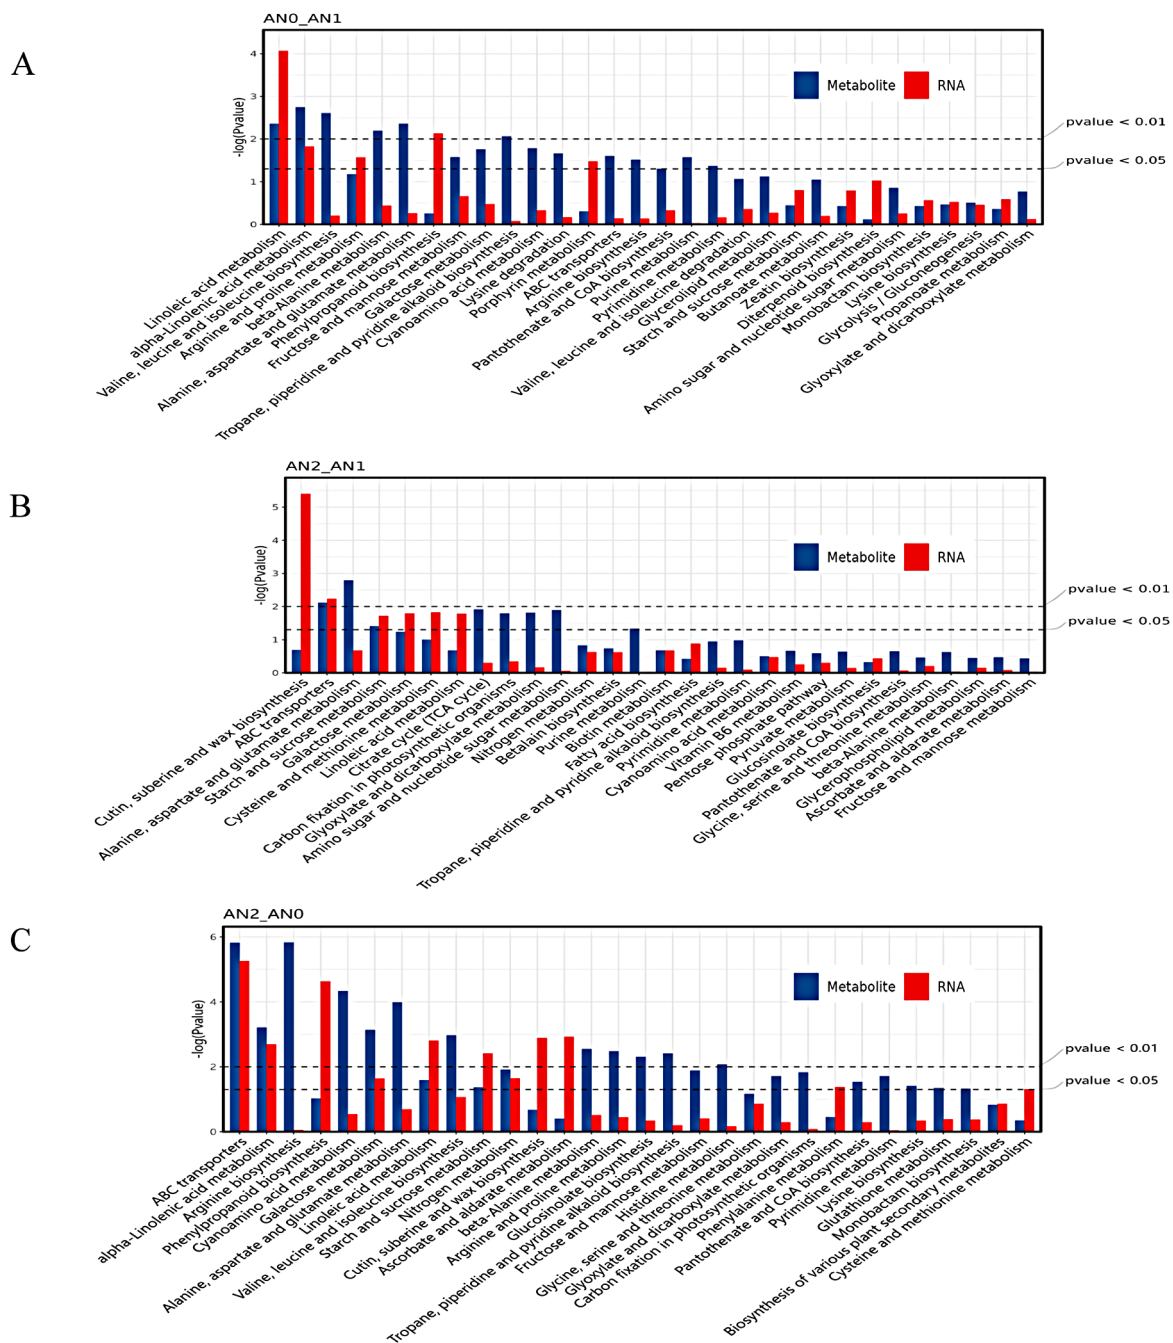 A
AN0_AN1
-log(Pvalue)
4
3
2
1
0
Metabolite
RNA
pvalue < 0.01
pvalue < 0.05
Linoleic acid metabolism
alpha-Linolenic acid metabolism
Valine, leucine and isoleucine biosynthesis
Arginine and proline metabolism
beta-Alanine metabolism
Alanine, aspartate and glutamate metabolism
Phenylpropanoid biosynthesis
Fructose and mannose metabolism
Galactose metabolism
Tropane, piperidine and pyridine alkaloid biosynthesis
Cyanoamino acid metabolism
Lysine degradation
Porphyrin metabolism
ABC transporters
Arginine biosynthesis
Pantothenate and CoA biosynthesis
Purine metabolism
Pyrimidine metabolism
Valine, leucine and isoleucine degradation
Glycerolipid metabolism
Starch and sucrose metabolism
Butanoate metabolism
Zeatin biosynthesis
Diterpenoid biosynthesis
Amino sugar and nucleotide sugar metabolism
Monobactam biosynthesis
Lysine biosynthesis
Glycolysis / Gluconeogenesis
Propanoate metabolism
Glyoxylate and dicarboxylate metabolism
B
AN2_AN1
-log(Pvalue)
5
4
3
2
1
0
Metabolite
RNA
pvalue < 0.01
pvalue < 0.05
Cutin, suberine and wax biosynthesis
ABC transporters
Alanine, aspartate and glutamate metabolism
Starch and sucrose metabolism
Galactose metabolism
Cysteine and methionine metabolism
Linoleic acid metabolism
Citrate cycle (TCA cycle)
Carbon fixation in photosynthetic organisms
Glyoxylate and dicarboxylate metabolism
Amino sugar and nucleotide sugar metabolism
Nitrogen metabolism
Betalain biosynthesis
Purine metabolism
Biotin metabolism
Fatty acid biosynthesis
Tropane, piperidine and pyridine alkaloid biosynthesis
Pyrimidine metabolism
Cyanoamino acid metabolism
Vitamin B6 metabolism
Pentose phosphate pathway
Pyruvate metabolism
Glucosinolate biosynthesis
Pantothenate and CoA biosynthesis
Glycine, serine and threonine metabolism
beta-Alanine metabolism
Glycerophospholipid metabolism
Ascorbate and aldarate metabolism
Fructose and mannose metabolism
C
AN2_AN0
-log(Pvalue)
6
4
2
0
Metabolite
RNA
pvalue < 0.01
pvalue < 0.05
ABC transporters
alpha-Linolenic acid metabolism
Arginine biosynthesis
Phenylpropanoid biosynthesis
Cyanoamino acid metabolism
Galactose metabolism
Alanine, aspartate and glutamate metabolism
Linoleic acid metabolism
Valine, leucine and isoleucine biosynthesis
Starch and sucrose metabolism
Nitrogen metabolism
Cutin, suberine and wax biosynthesis
Ascorbate and aldarate metabolism
beta-Alanine metabolism
Arginine and proline metabolism
Glucosinolate biosynthesis
Tropane, piperidine and pyridine alkaloid biosynthesis
Fructose and mannose metabolism
Histidine metabolism
Glycine, serine and threonine metabolism
Glyoxylate and dicarboxylate metabolism
Carbon fixation in photosynthetic organisms
Phenylalanine metabolism
Pantothenate and CoA biosynthesis
Pyrimidine metabolism
Lysine biosynthesis
Glutathione metabolism
Monobactam biosynthesis
Biosynthesis of various plant secondary metabolites
Cysteine and methionine metabolism